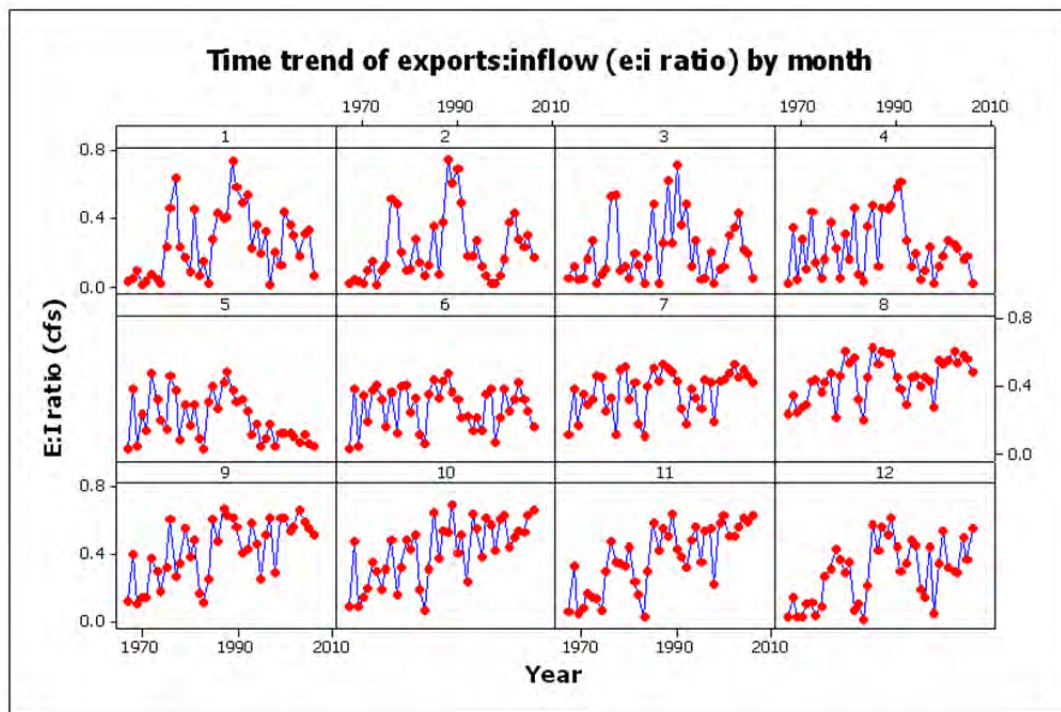 Time trend of exports:inflow (e:i ratio) by month
1970 1990 2010 1970 1990 2010
1 2 3 4
0.8
0.4
0.0
5 6 7 8
0.8
0.4
0.0
9 10 11 12
0.8
0.4
0.0
1970 1990 2010 1970 1990 2010
E:I ratio (cfs)
Year